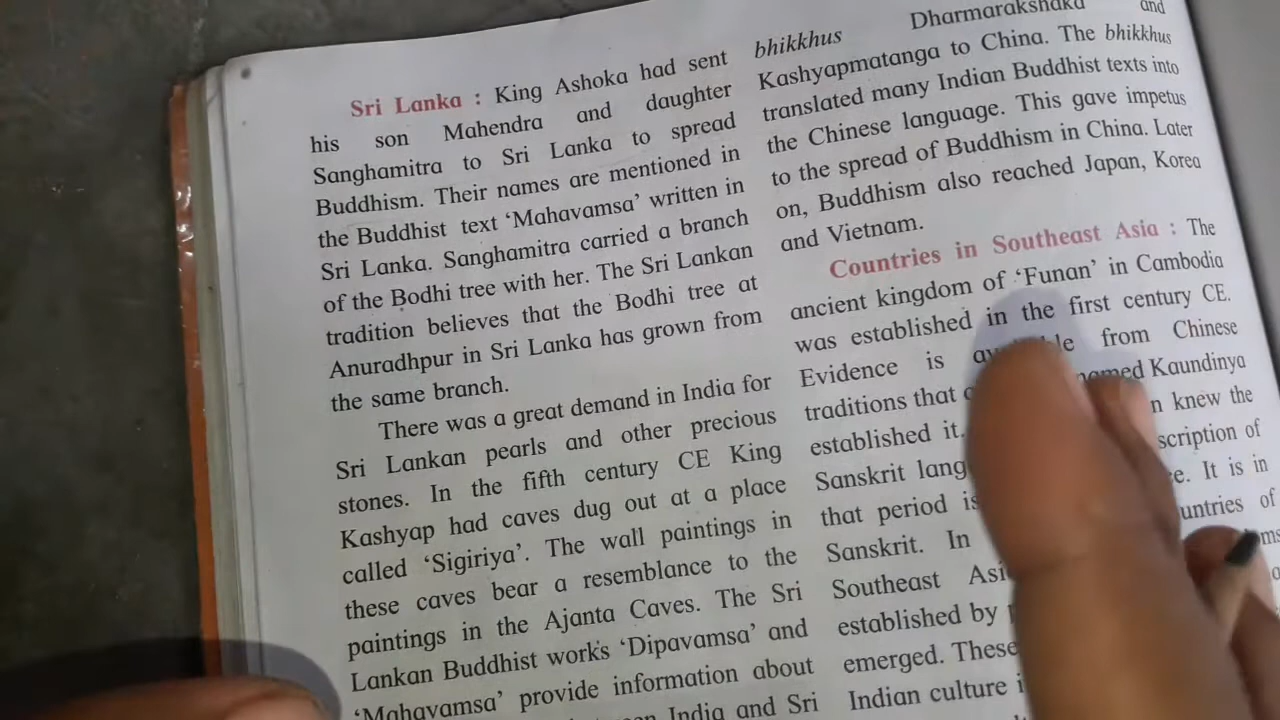 Sri Lanka : King Ashoka had sent
his son Mahendra and daughter
Sanghamitra to Sri Lanka to spread
Buddhism. Their names are mentioned in
the Buddhist text ‘Mahavamsa’ written in
Sri Lanka. Sanghamitra carried a branch
of the Bodhi tree with her. The Sri Lankan
tradition believes that the Bodhi tree at
Anuradhpur in Sri Lanka has grown from
the same branch.
There was a great demand in India for
Sri Lankan pearls and other precious
stones. In the fifth century CE King
Kashyap had caves dug out at a place
called ‘Sigiriya’. The wall paintings in
these caves bear a resemblance to the
paintings in the Ajanta Caves. The Sri
Lankan Buddhist works ‘Dipavamsa’ and
‘Mahavamsa’ provide information about
India and Sri
bhikkhus Dharmarakshaka and
Kashyapmatanga to China. The bhikkhus
translated many Indian Buddhist texts into
the Chinese language. This gave impetus
to the spread of Buddhism in China. Later
on, Buddhism also reached Japan, Korea
and Vietnam.
Countries in Southeast Asia : The
ancient kingdom of ‘Funan’ in Cambodia
was established in the first century CE.
Evidence is from Chinese
traditions that named Kaundinya
established it. knew the
Sanskrit
that period It is in
Sanskrit. In of
Southeast
established by
emerged. These
Indian culture